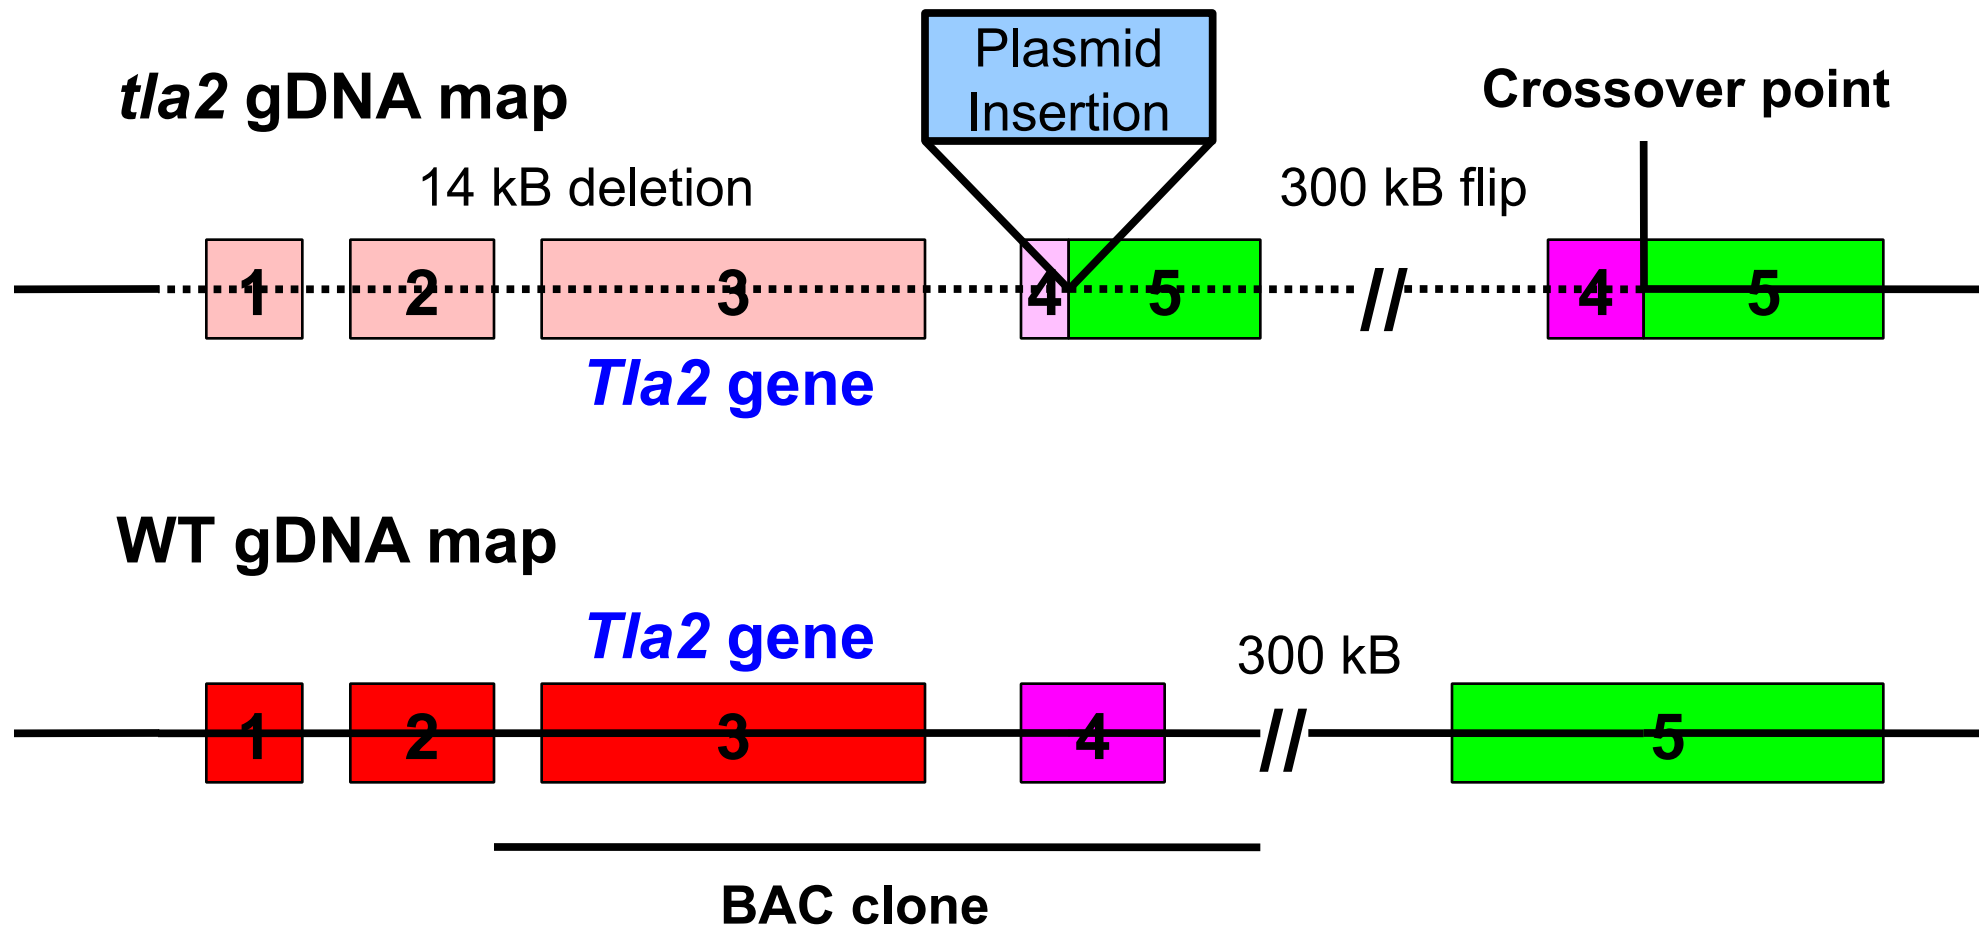 Plasmid
Insertion
tla2 gDNA map
Crossover point
14 kB deletion
300 kB flip
1 2 3 4 5 // 4 5
Tla2 gene
WT gDNA map
Tla2 gene
300 kB
1 2 3 4 // 5
BAC clone